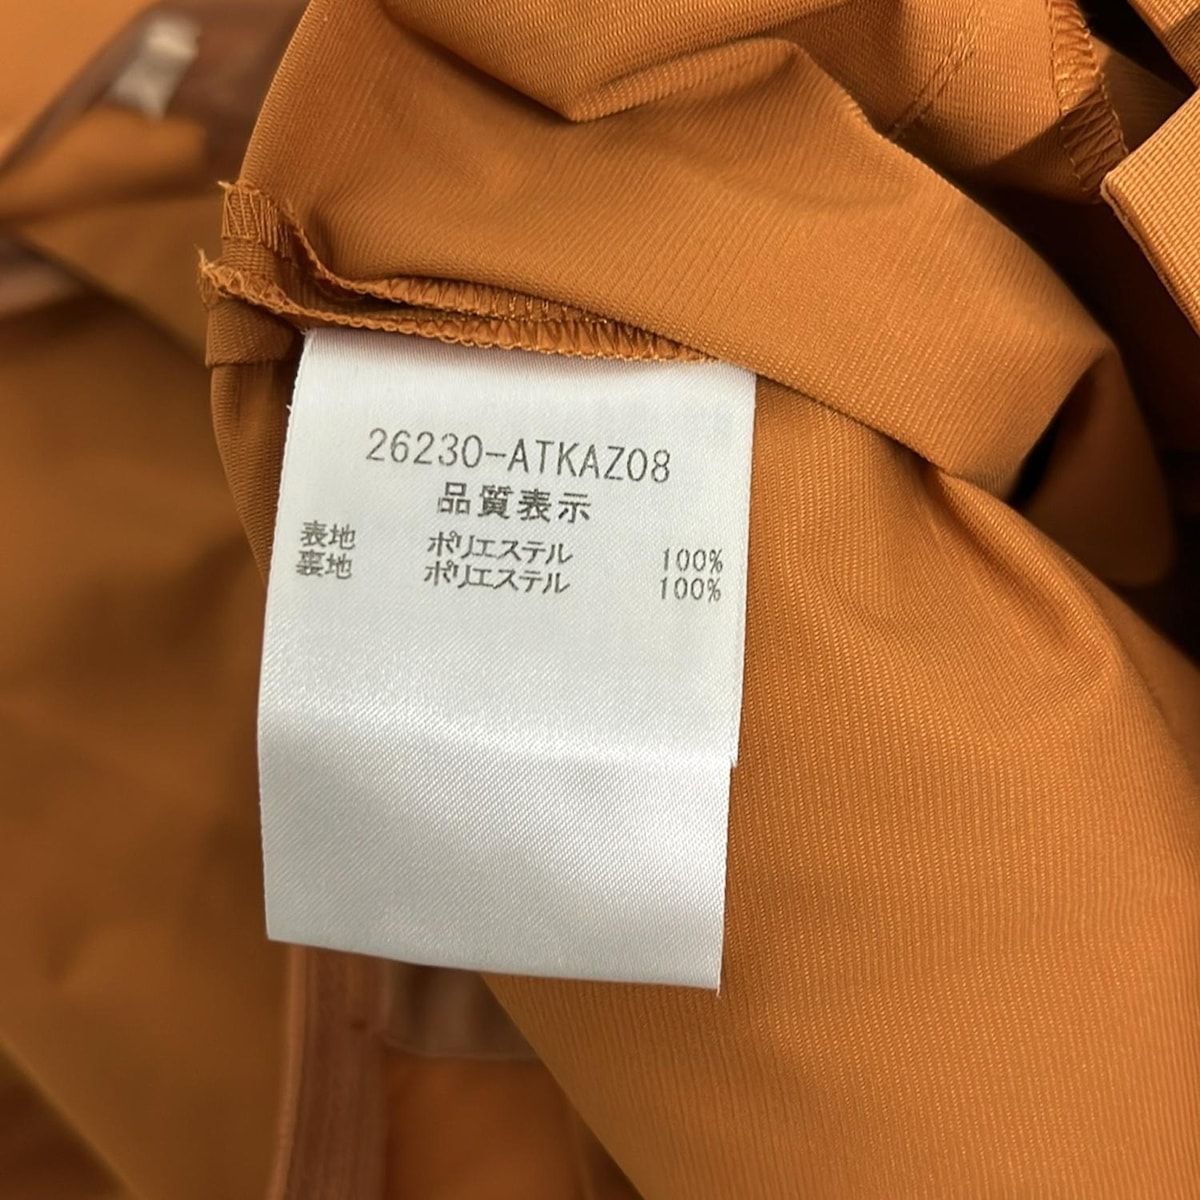 26230-ATKAZ08
品質表示
表地 ポリエステル 100%
裏地 ポリエステル 100%